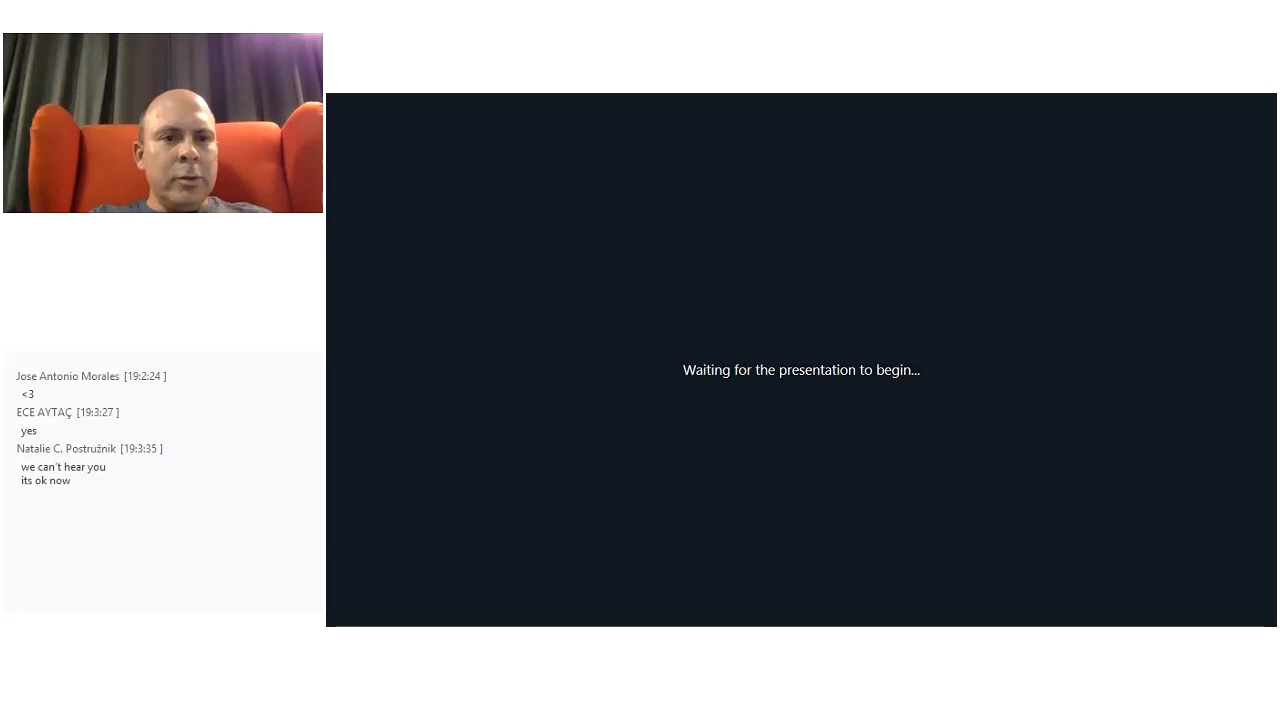 Jose Antonio Morales [19:2:24 ]
<3
ECE AYTAÇ [19:3:27 ]
yes
Natalie C. Postružnik [19:3:35 ]
we can't hear you
its ok now
Waiting for the presentation to begin...